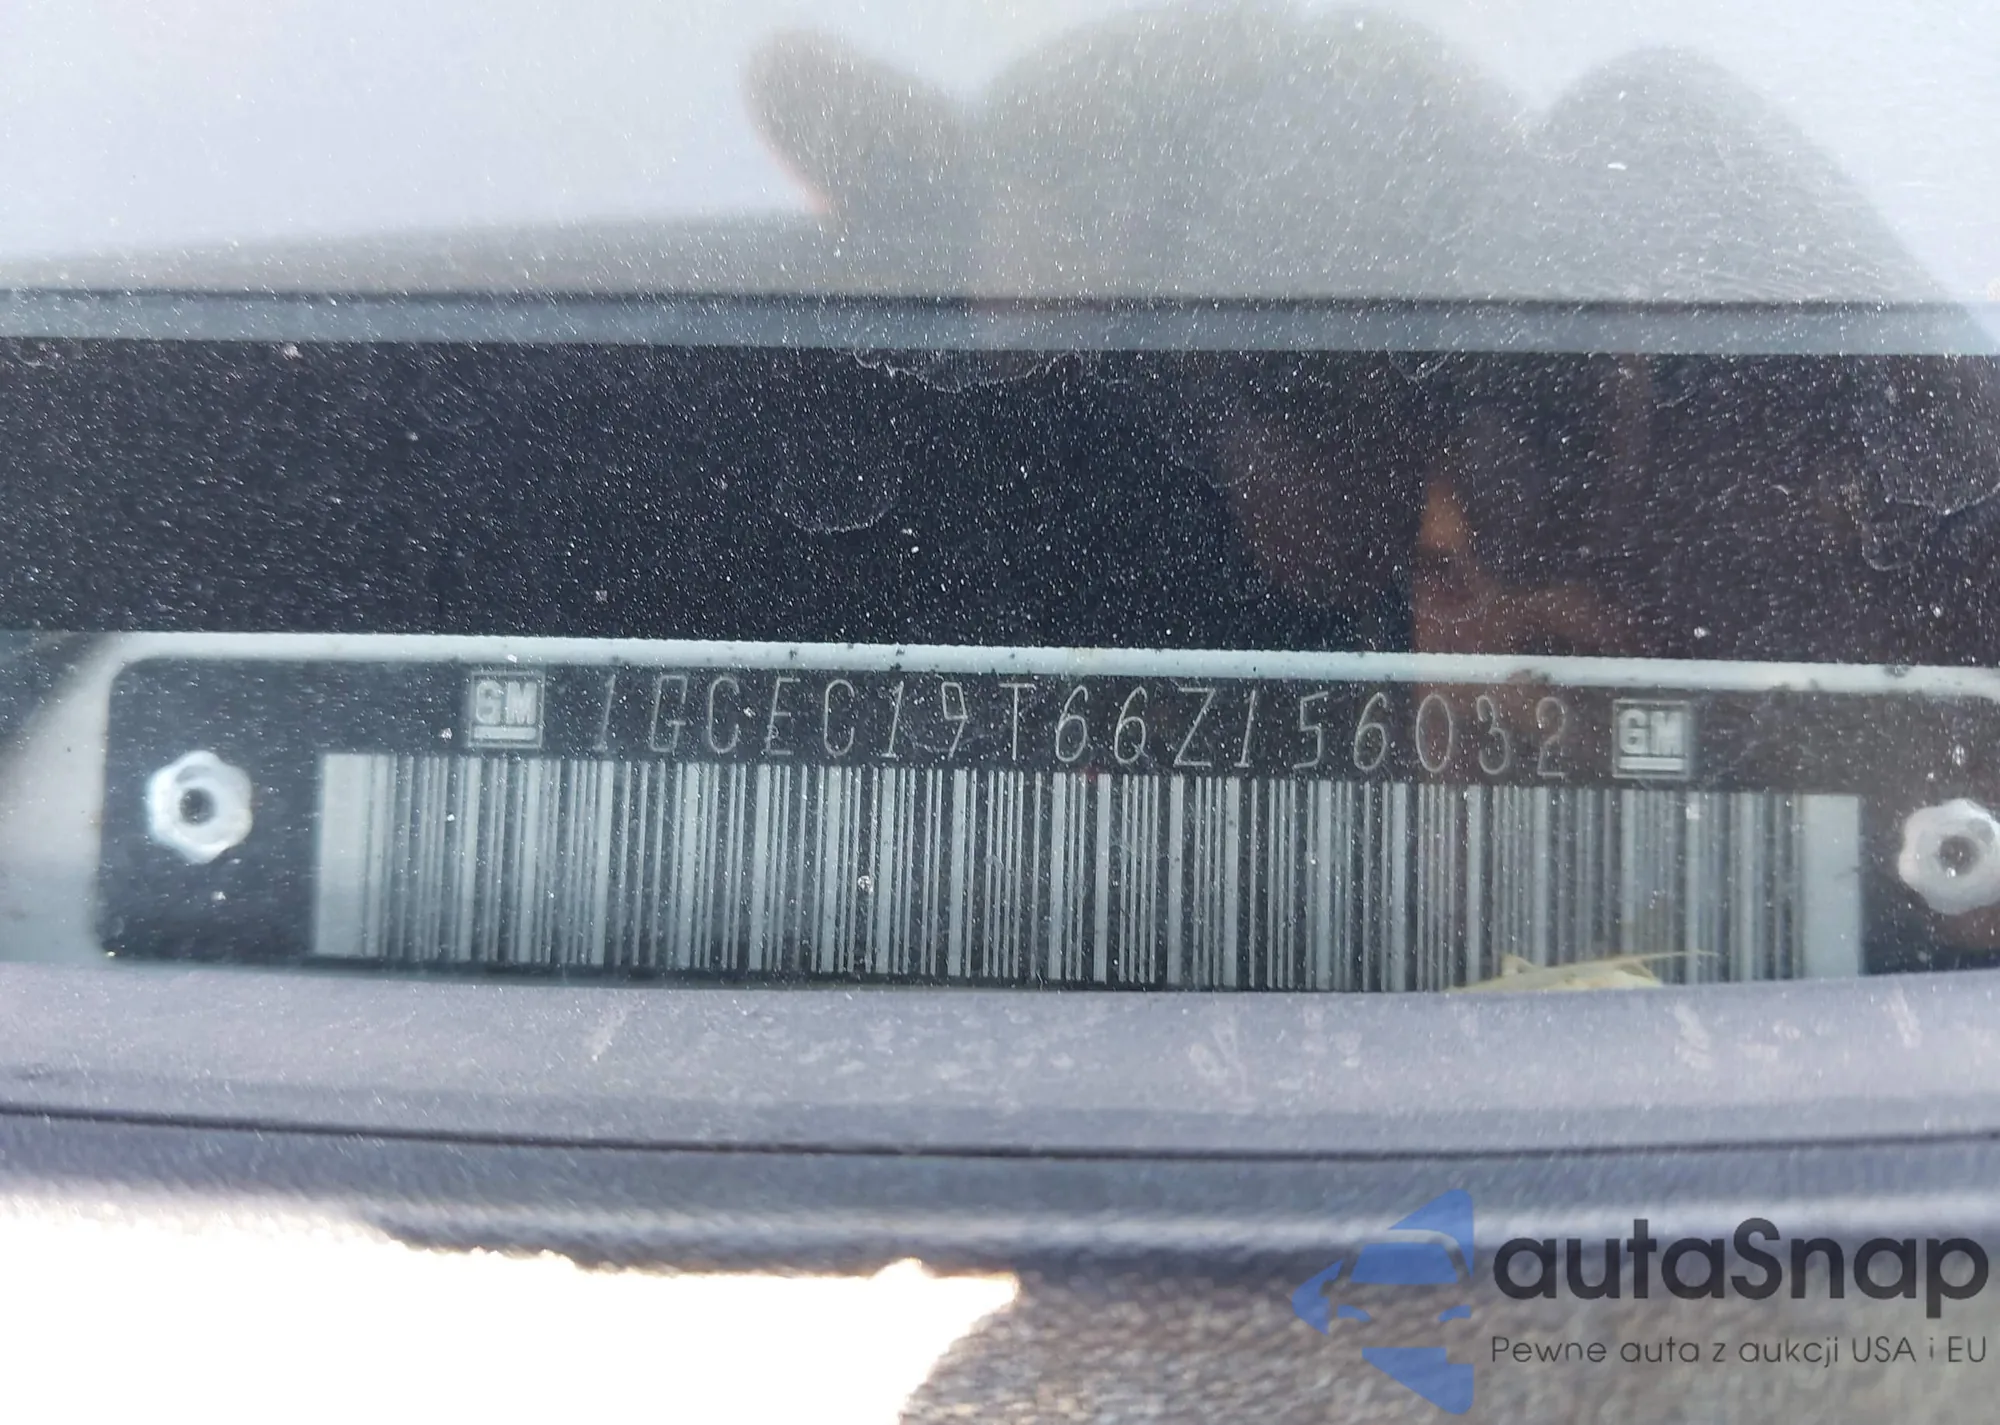 GM 1GCEC19T66Z156032 GM
autaSnap
Pewne auta z aukcji USA i EU